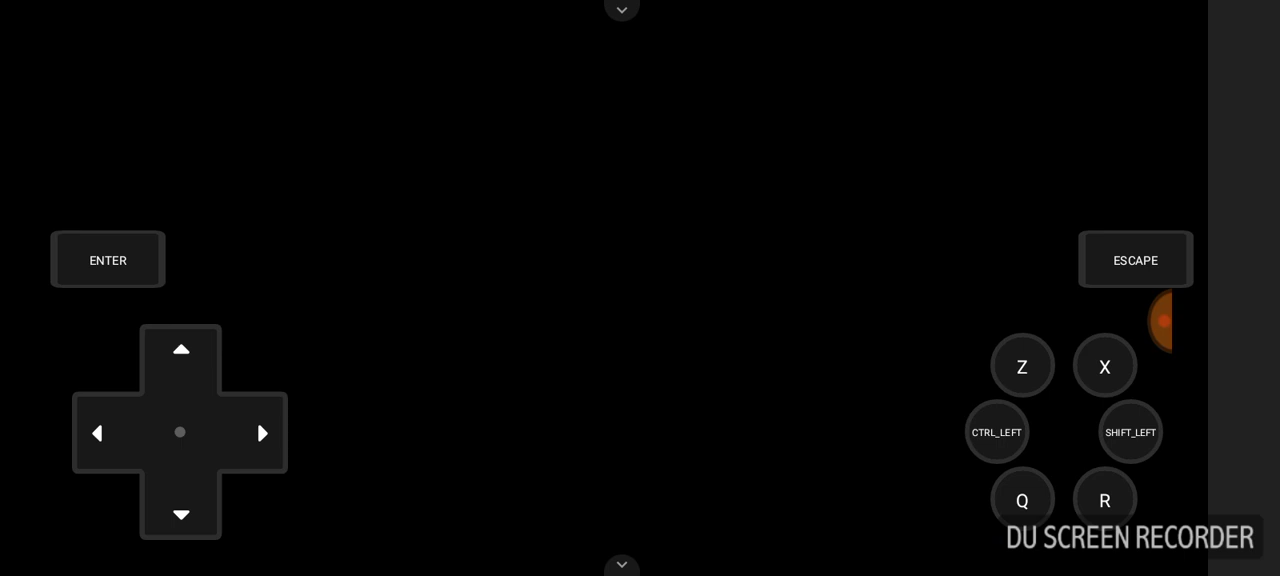 ENTER
ESCAPE
Z
X
CTRL_LEFT
SHIFT_LEFT
Q
R
DU SCREEN RECORDER